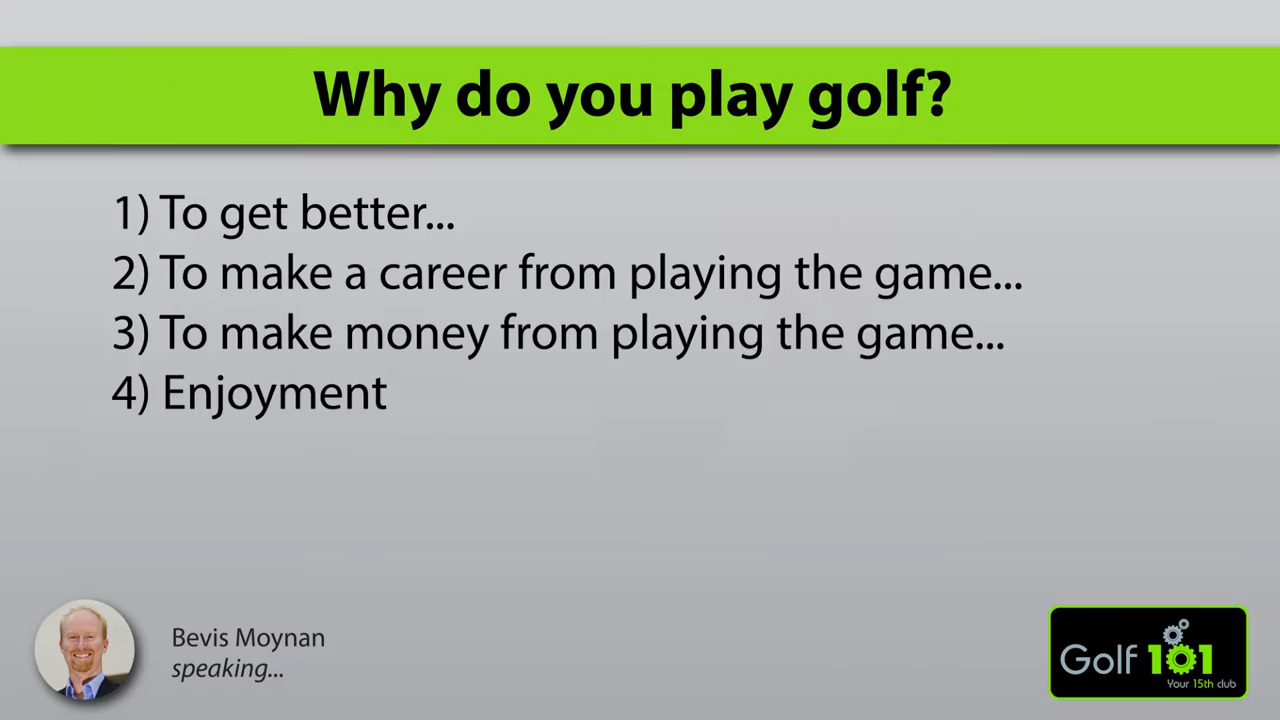 Why do you play golf?
1) To get better...
2) To make a career from playing the game...
3) To make money from playing the game...
4) Enjoyment
Bevis Moynan
speaking...
Golf 101
Your 15th club